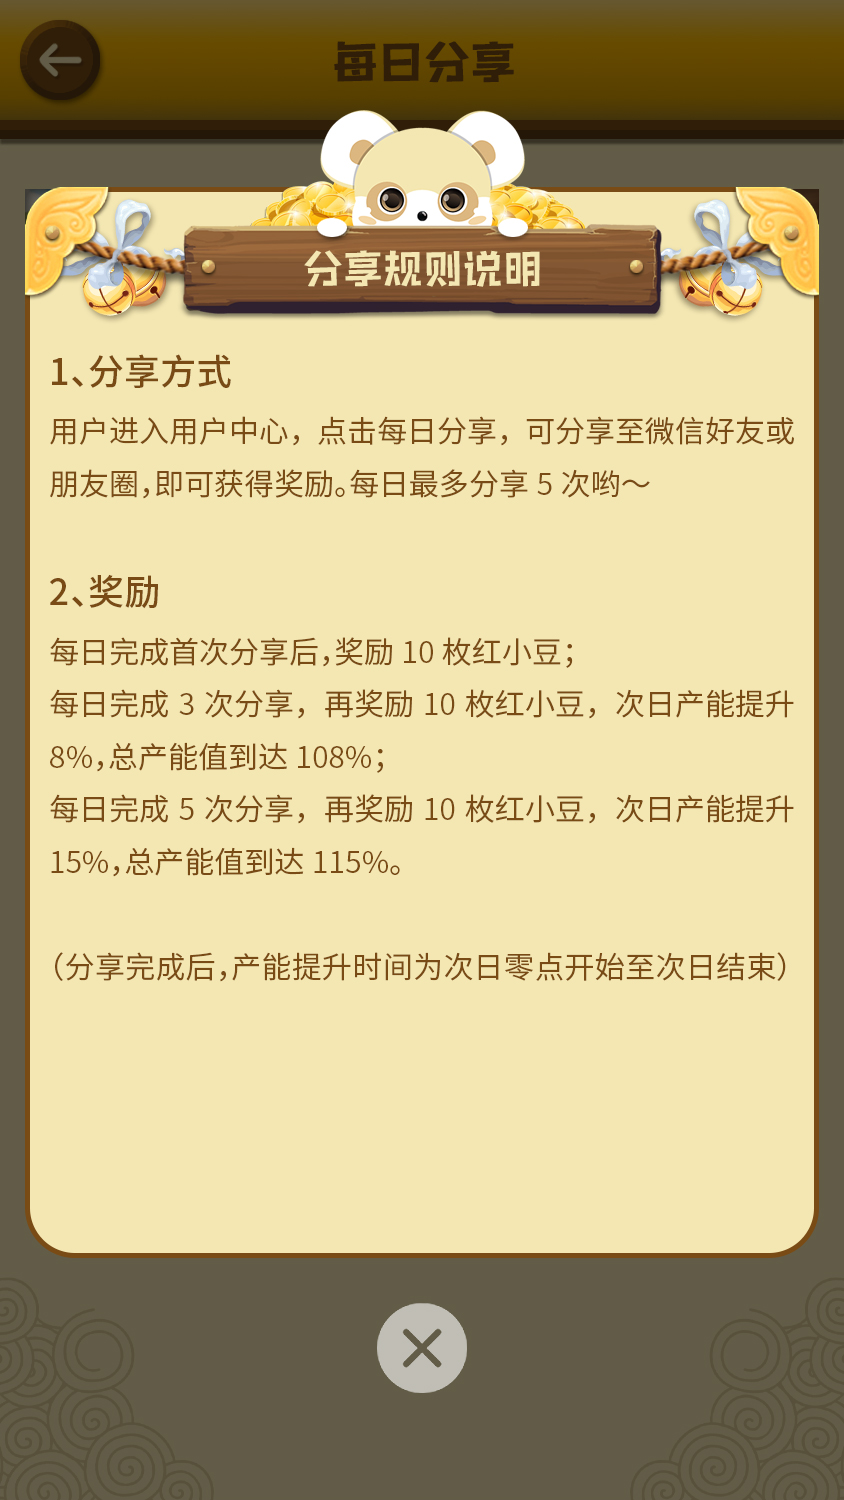 每日分享
分享规则说明
1、分享方式
用户进入用户中心，点击每日分享，可分享至微信好友或
朋友圈，即可获得奖励。每日最多分享 5 次哟～
2、奖励
每日完成首次分享后，奖励 10 枚红小豆；
每日完成 3 次分享，再奖励 10 枚红小豆，次日产能提升
8%，总产能值到达 108%；
每日完成 5 次分享，再奖励 10 枚红小豆，次日产能提升
15%，总产能值到达 115%。
（分享完成后，产能提升时间为次日零点开始至次日结束）